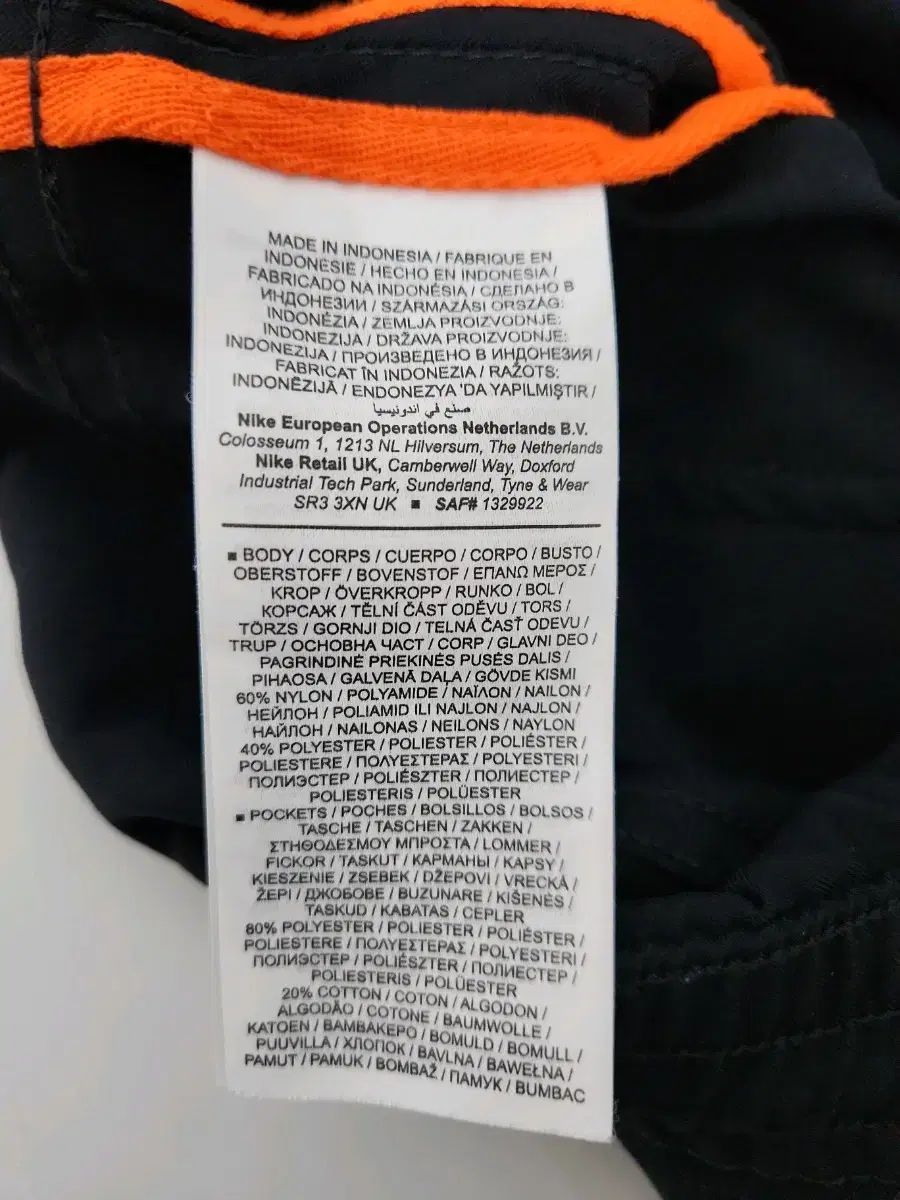 MADE IN INDONESIA / FABRIQUE EN
INDONESIE / HECHO EN INDONESIA /
FABRICADO NA INDONÉSIA / СДЕЛАНО В
ИНДОНЕЗИИ / SZÁRMAZÁSI ORSZÁG:
INDONÉZIA / ZEMLJA PROIZVODNJE:
INDONEZIJA / DRŽAVA PROIZVODNJE:
INDONEZIJA / ПРОИЗВЕДЕНО В ИНДОНЕЗИЯ /
FABRICAT ÎN INDONEZIA / RAŽOTS:
INDONĒZIJĀ / ENDONEZYA 'DA YAPILMIŞTIR /
صنع في اندونيسيا
Nike European Operations Netherlands B.V.
Colosseum 1, 1213 NL Hilversum, The Netherlands
Nike Retail UK, Camberwell Way, Doxford
Industrial Tech Park, Sunderland, Tyne & Wear
SR3 3XN UK ■ SAF# 1329922
■ BODY / CORPS / CUERPO / CORPO / BUSTO /
OBERSTOFF / BOVENSTOF / ΕΠΑΝΩ ΜΕΡΟΣ /
KROP / ÖVERKROPP / RUNKO / BOL /
КОРСАЖ / TĚLNÍ ČÁST ODĚVU / TORS /
TÖRZS / GORNJI DIO / TELNÁ ČASŤ ODEVU /
TRUP / ОСНОВНА ЧАСТ / CORP / GLAVNI DEO /
PAGRINDINĖ PRIEKINĖS PUSĖS DALIS /
PIHAOSA / GALVENĀ DAĻA / GÖVDE KISMI
60% NYLON / POLYAMIDE / ΝΑΪΛΟΝ / NAILON /
НЕЙЛОН / POLIAMID ILI NAJLON / NAJLON /
НАЙЛОН / NAILONAS / NEILONS / NAYLON
40% POLYESTER / POLIESTER / POLIÉSTER /
POLIESTERE / ΠΟΛΥΕΣΤΕΡΑΣ / POLYESTERI /
ПОЛИЭСТЕР / POLIÉSZTER / ПОЛИЕСТЕР /
POLIESTERIS / POLÜESTER
■ POCKETS / POCHES / BOLSILLOS / BOLSOS /
TASCHE / TASCHEN / ZAKKEN /
ΣΤΗΘΟΔΕΣΜΟΥ ΜΠΡΟΣΤΑ / LOMMER /
FICKOR / TASKUT / КАРМАНЫ / KAPSY /
KIESZENIE / ZSEBEK / DŽEPOVI / VRECKÁ /
ŽEPI / ДЖОБОВЕ / BUZUNARE / KIŠENĖS /
TASKUD / KABATAS / CEPLER
80% POLYESTER / POLIESTER / POLIÉSTER /
POLIESTERE / ΠΟΛΥΕΣΤΕΡΑΣ / POLYESTERI /
ПОЛИЭСТЕР / POLIÉSZTER / ПОЛИЕСТЕР /
POLIESTERIS / POLÜESTER
20% COTTON / COTON / ALGODON /
ALGODÃO / COTONE / BAUMWOLLE /
KATOEN / ΒΑΜΒΑΚΕΡΟ / BOMULD / BOMULL /
PUUVILLA / ХЛОПОК / BAVLNA / BAWEŁNA /
PAMUT / PAMUK / BOMBAŽ / ПАМУК / BUMBAC